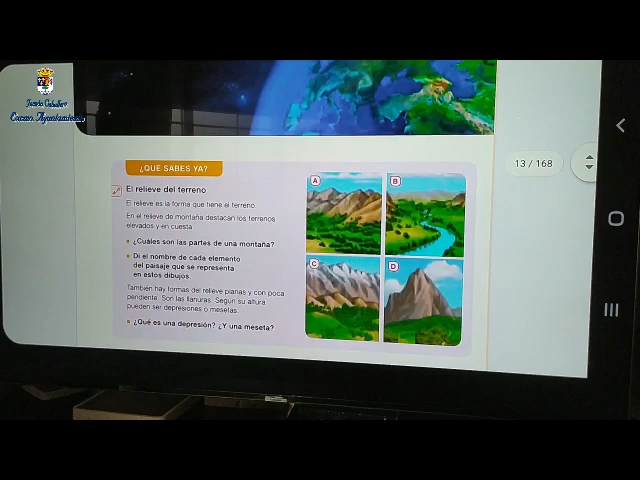 ¿QUÉ SABES YA?
El relieve del terreno
El relieve es la forma que tiene el terreno.
En el relieve de montaña destacan los terrenos
elevados y en cuesta.
• ¿Cuáles son las partes de una montaña?
• Di el nombre de cada elemento
del paisaje que se representa
en estos dibujos.
También hay formas del relieve planas y con poca
pendiente. Son las llanuras. Según su altura
pueden ser depresiones o mesetas.
• ¿Qué es una depresión? ¿Y una meseta?
A
B
C
D
13 / 168